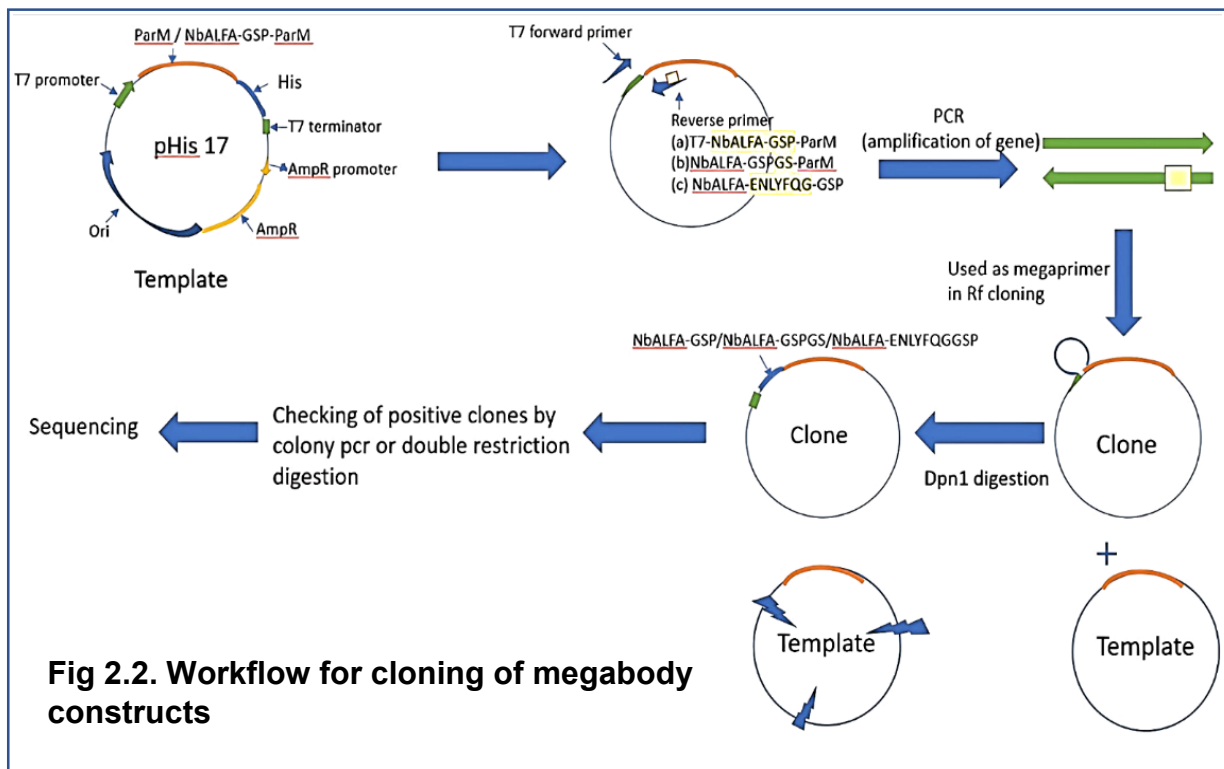 ParM / NbALFA-GSP-ParM
T7 promoter
His
pHis 17
T7 terminator
AmpR promoter
Ori
AmpR
Template
T7 forward primer
Reverse primer
(a)T7-NbALFA-GSP-ParM
(b)NbALFA-GSPGS-ParM
(c) NbALFA-ENLYFQG-GSP
PCR
(amplification of gene)
Used as megaprimer
in Rf cloning
Clone
+
Template
Dpn1 digestion
NbALFA-GSP/NbALFA-GSPGS/NbALFA-ENLYFQGGSP
Clone
Template
Checking of positive clones by
colony pcr or double restriction
digestion
Sequencing
Fig 2.2. Workflow for cloning of megabody
constructs